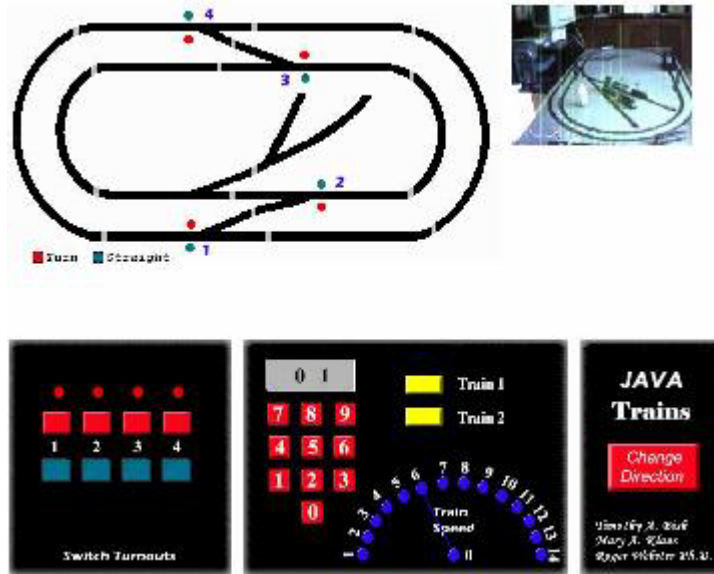 4
3
2
1
Turn Straight
1 2 3 4
Switch Turnouts
0 1
7 8 9
4 5 6
1 2 3
0
Train 1
Train 2
1 2 3 4 5 6 7 8 9 10 11 12 13 14
Train
Speed
0
JAVA
Trains
Change
Direction
Timothy A. Bisk
Mary A. Klaus
Roger Webster Ph.D.